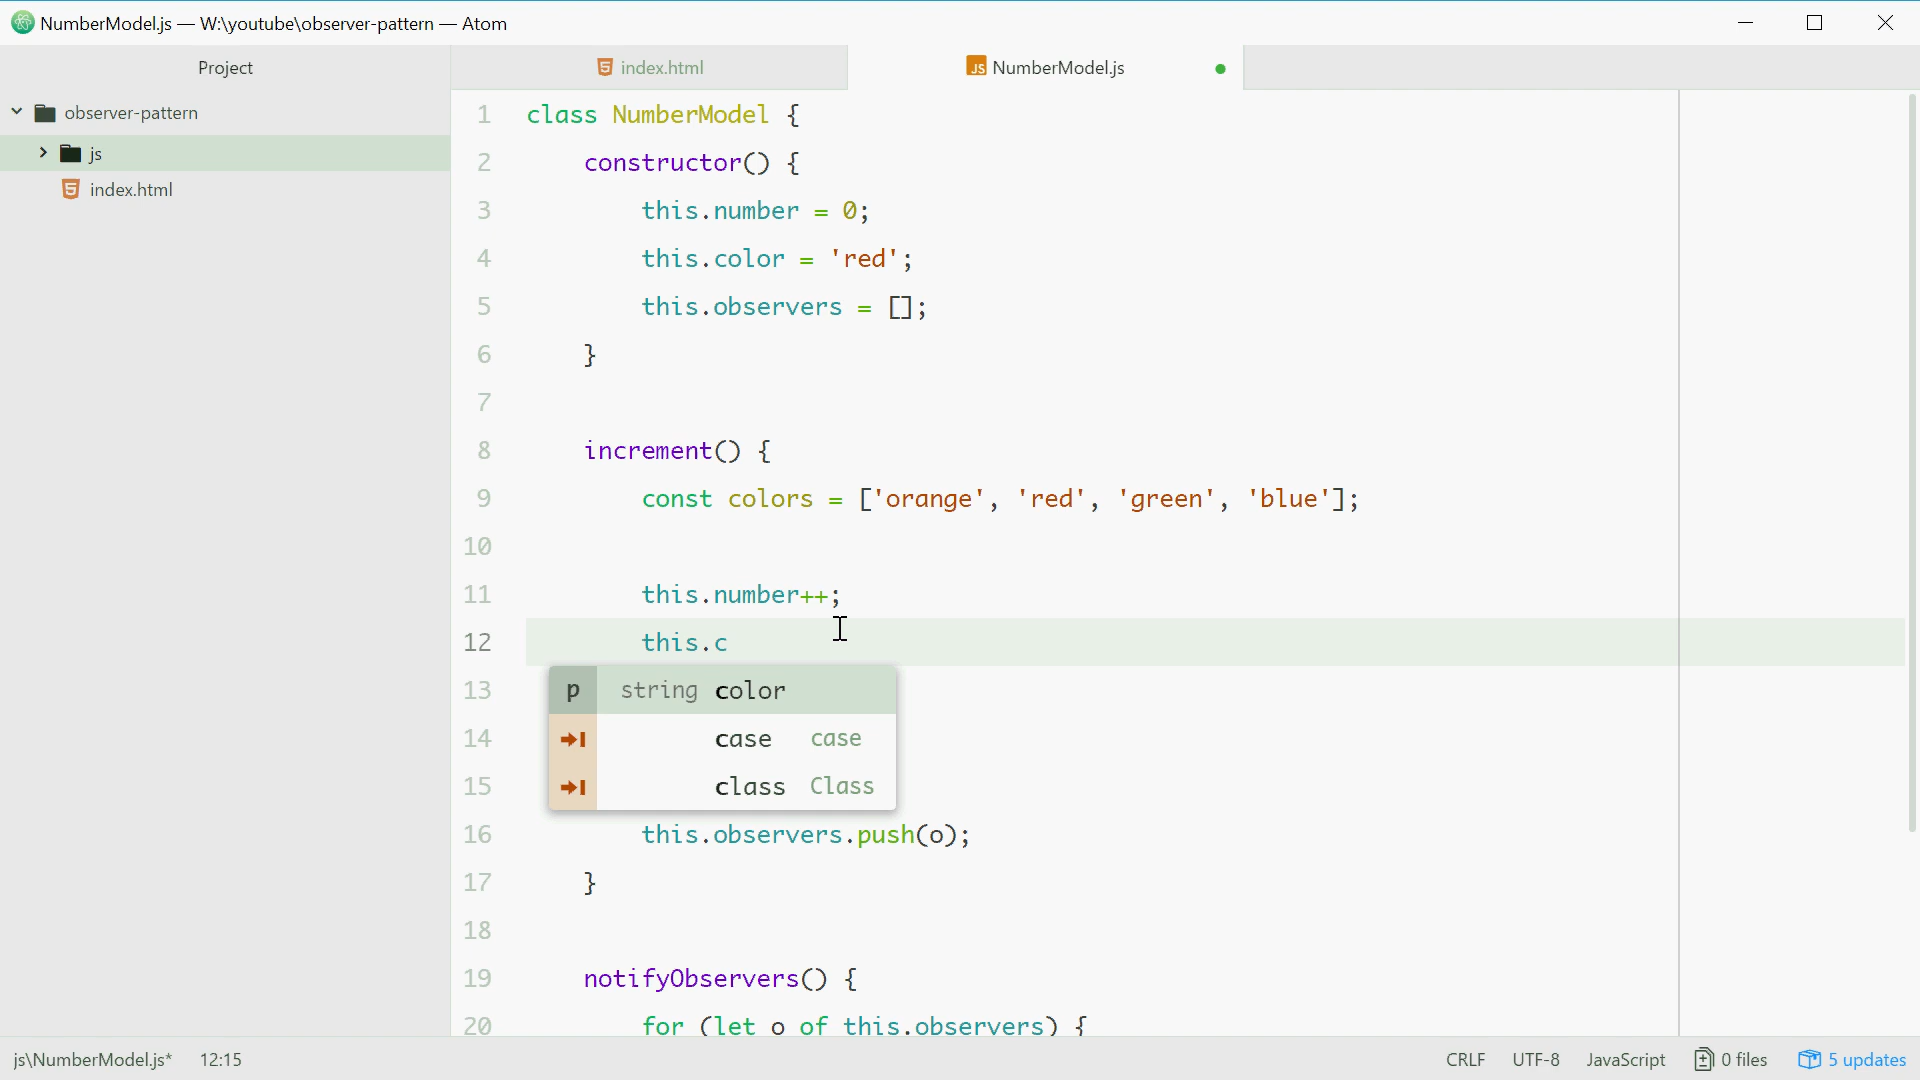 NumberModel.js — W:\youtube\observer-pattern — Atom
Project
index.html
NumberModel.js
observer-pattern
js
index.html
1 class NumberModel {
2 constructor() {
3 this.number = 0;
4 this.color = 'red';
5 this.observers = [];
6 }
7
8 increment() {
9 const colors = ['orange', 'red', 'green', 'blue'];
10
11 this.number++;
12 this.c
13 p string color
14 case case
15 class Class
16 this.observers.push(o);
17 }
18
19 notifyObservers() {
20 for (let o of this.observers) {
js\NumberModel.js* 12:15 CRLF UTF-8 JavaScript 0 files 5 updates